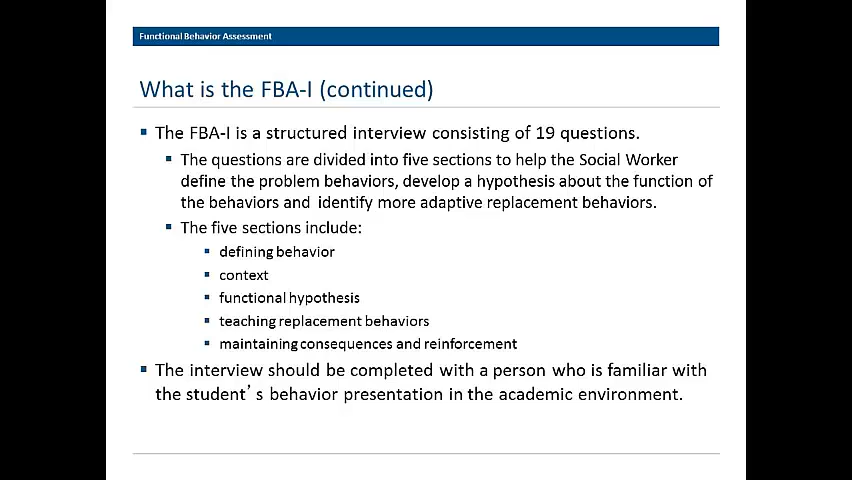 Functional Behavior Assessment
What is the FBA-I (continued)
▪ The FBA-I is a structured interview consisting of 19 questions.
▪ The questions are divided into five sections to help the Social Worker
define the problem behaviors, develop a hypothesis about the function of
the behaviors and identify more adaptive replacement behaviors.
▪ The five sections include:
▪ defining behavior
▪ context
▪ functional hypothesis
▪ teaching replacement behaviors
▪ maintaining consequences and reinforcement
▪ The interview should be completed with a person who is familiar with
the student’s behavior presentation in the academic environment.